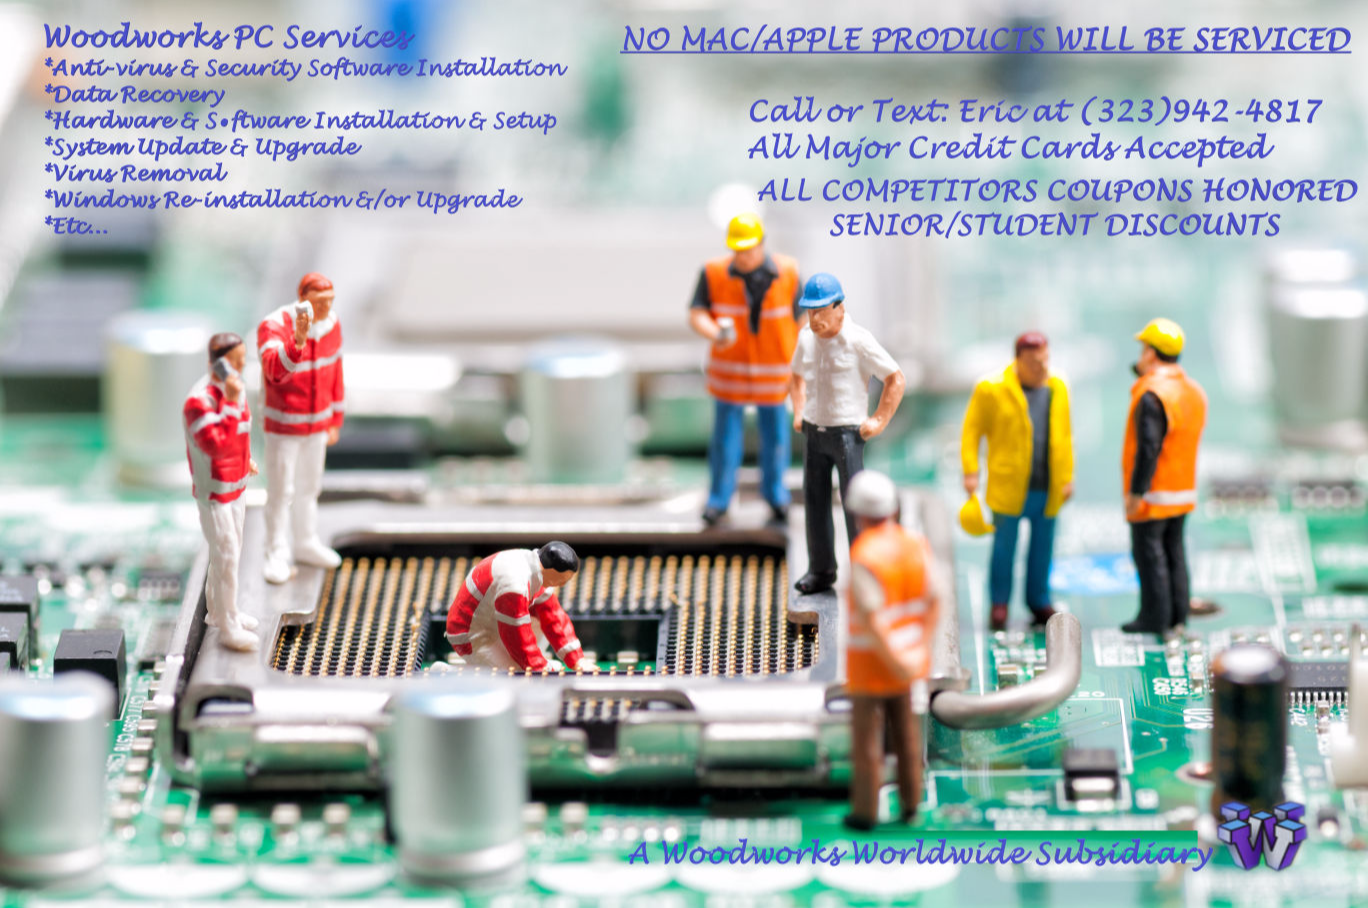 Woodworks PC Services
*Anti-virus & Security Software Installation
*Data Recovery
*Hardware & S•ftware Installation & Setup
*System Update & Upgrade
*Virus Removal
*Windows Re-installation &/or Upgrade
*Etc...
NO MAC/APPLE PRODUCTS WILL BE SERVICED
Call or Text: Eric at (323)942-4817
All Major Credit Cards Accepted
ALL COMPETITORS COUPONS HONORED
SENIOR/STUDENT DISCOUNTS
A Woodworks Worldwide Subsidiary
W